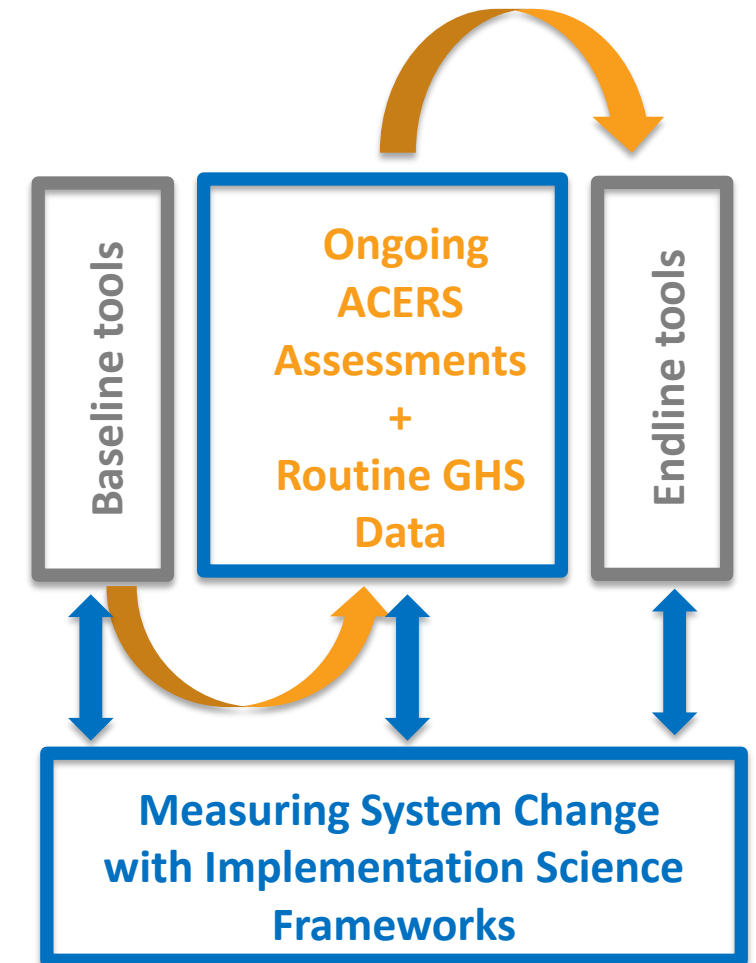 Baseline tools
Ongoing
ACERS
Assessments
+
Routine GHS
Data
Endline tools
Measuring System Change
with Implementation Science
Frameworks